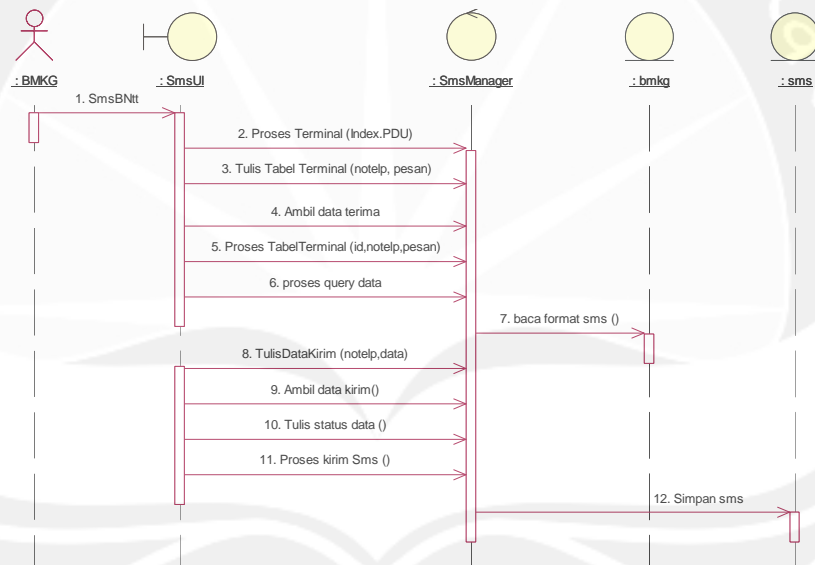 : BMKG
: SmsUI
: SmsManager
: bmkg
: sms
1. SmsBNtt
2. Proses Terminal (Index.PDU)
3. Tulis Tabel Terminal (notelp, pesan)
4. Ambil data terima
5. Proses TabelTerminal (id,notelp,pesan)
6. proses query data
7. baca format sms ()
8. TulisDataKirim (notelp,data)
9. Ambil data kirim()
10. Tulis status data ()
11. Proses kirim Sms ()
12. Simpan sms